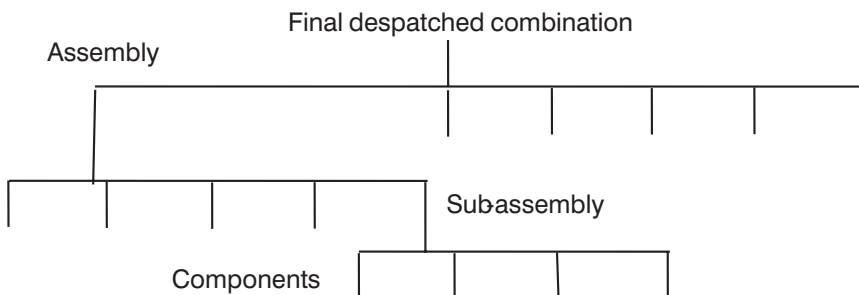 Final despatched combination
Assembly
Sub-assembly
Components